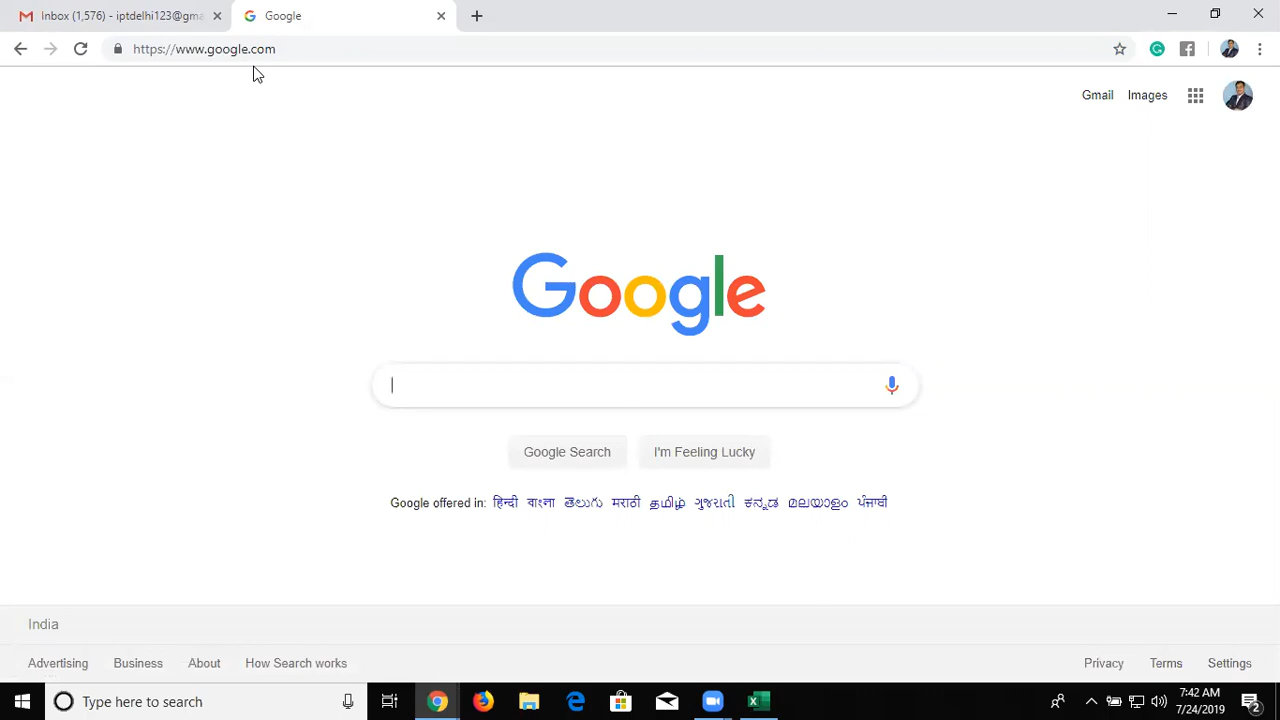 Inbox (1,576) - iptdelhi123@gma
Google
https://www.google.com
Gmail Images
Google
Google Search I'm Feeling Lucky
Google offered in: हिन्दी বাংলা తెలుగు मराठी தமிழ் ગુજરાતી ಕನ್ನಡ മലയാളം ਪੰਜਾਬੀ
India
Advertising Business About How Search works Privacy Terms Settings
Type here to search
7:42 AM
7/24/2019
2